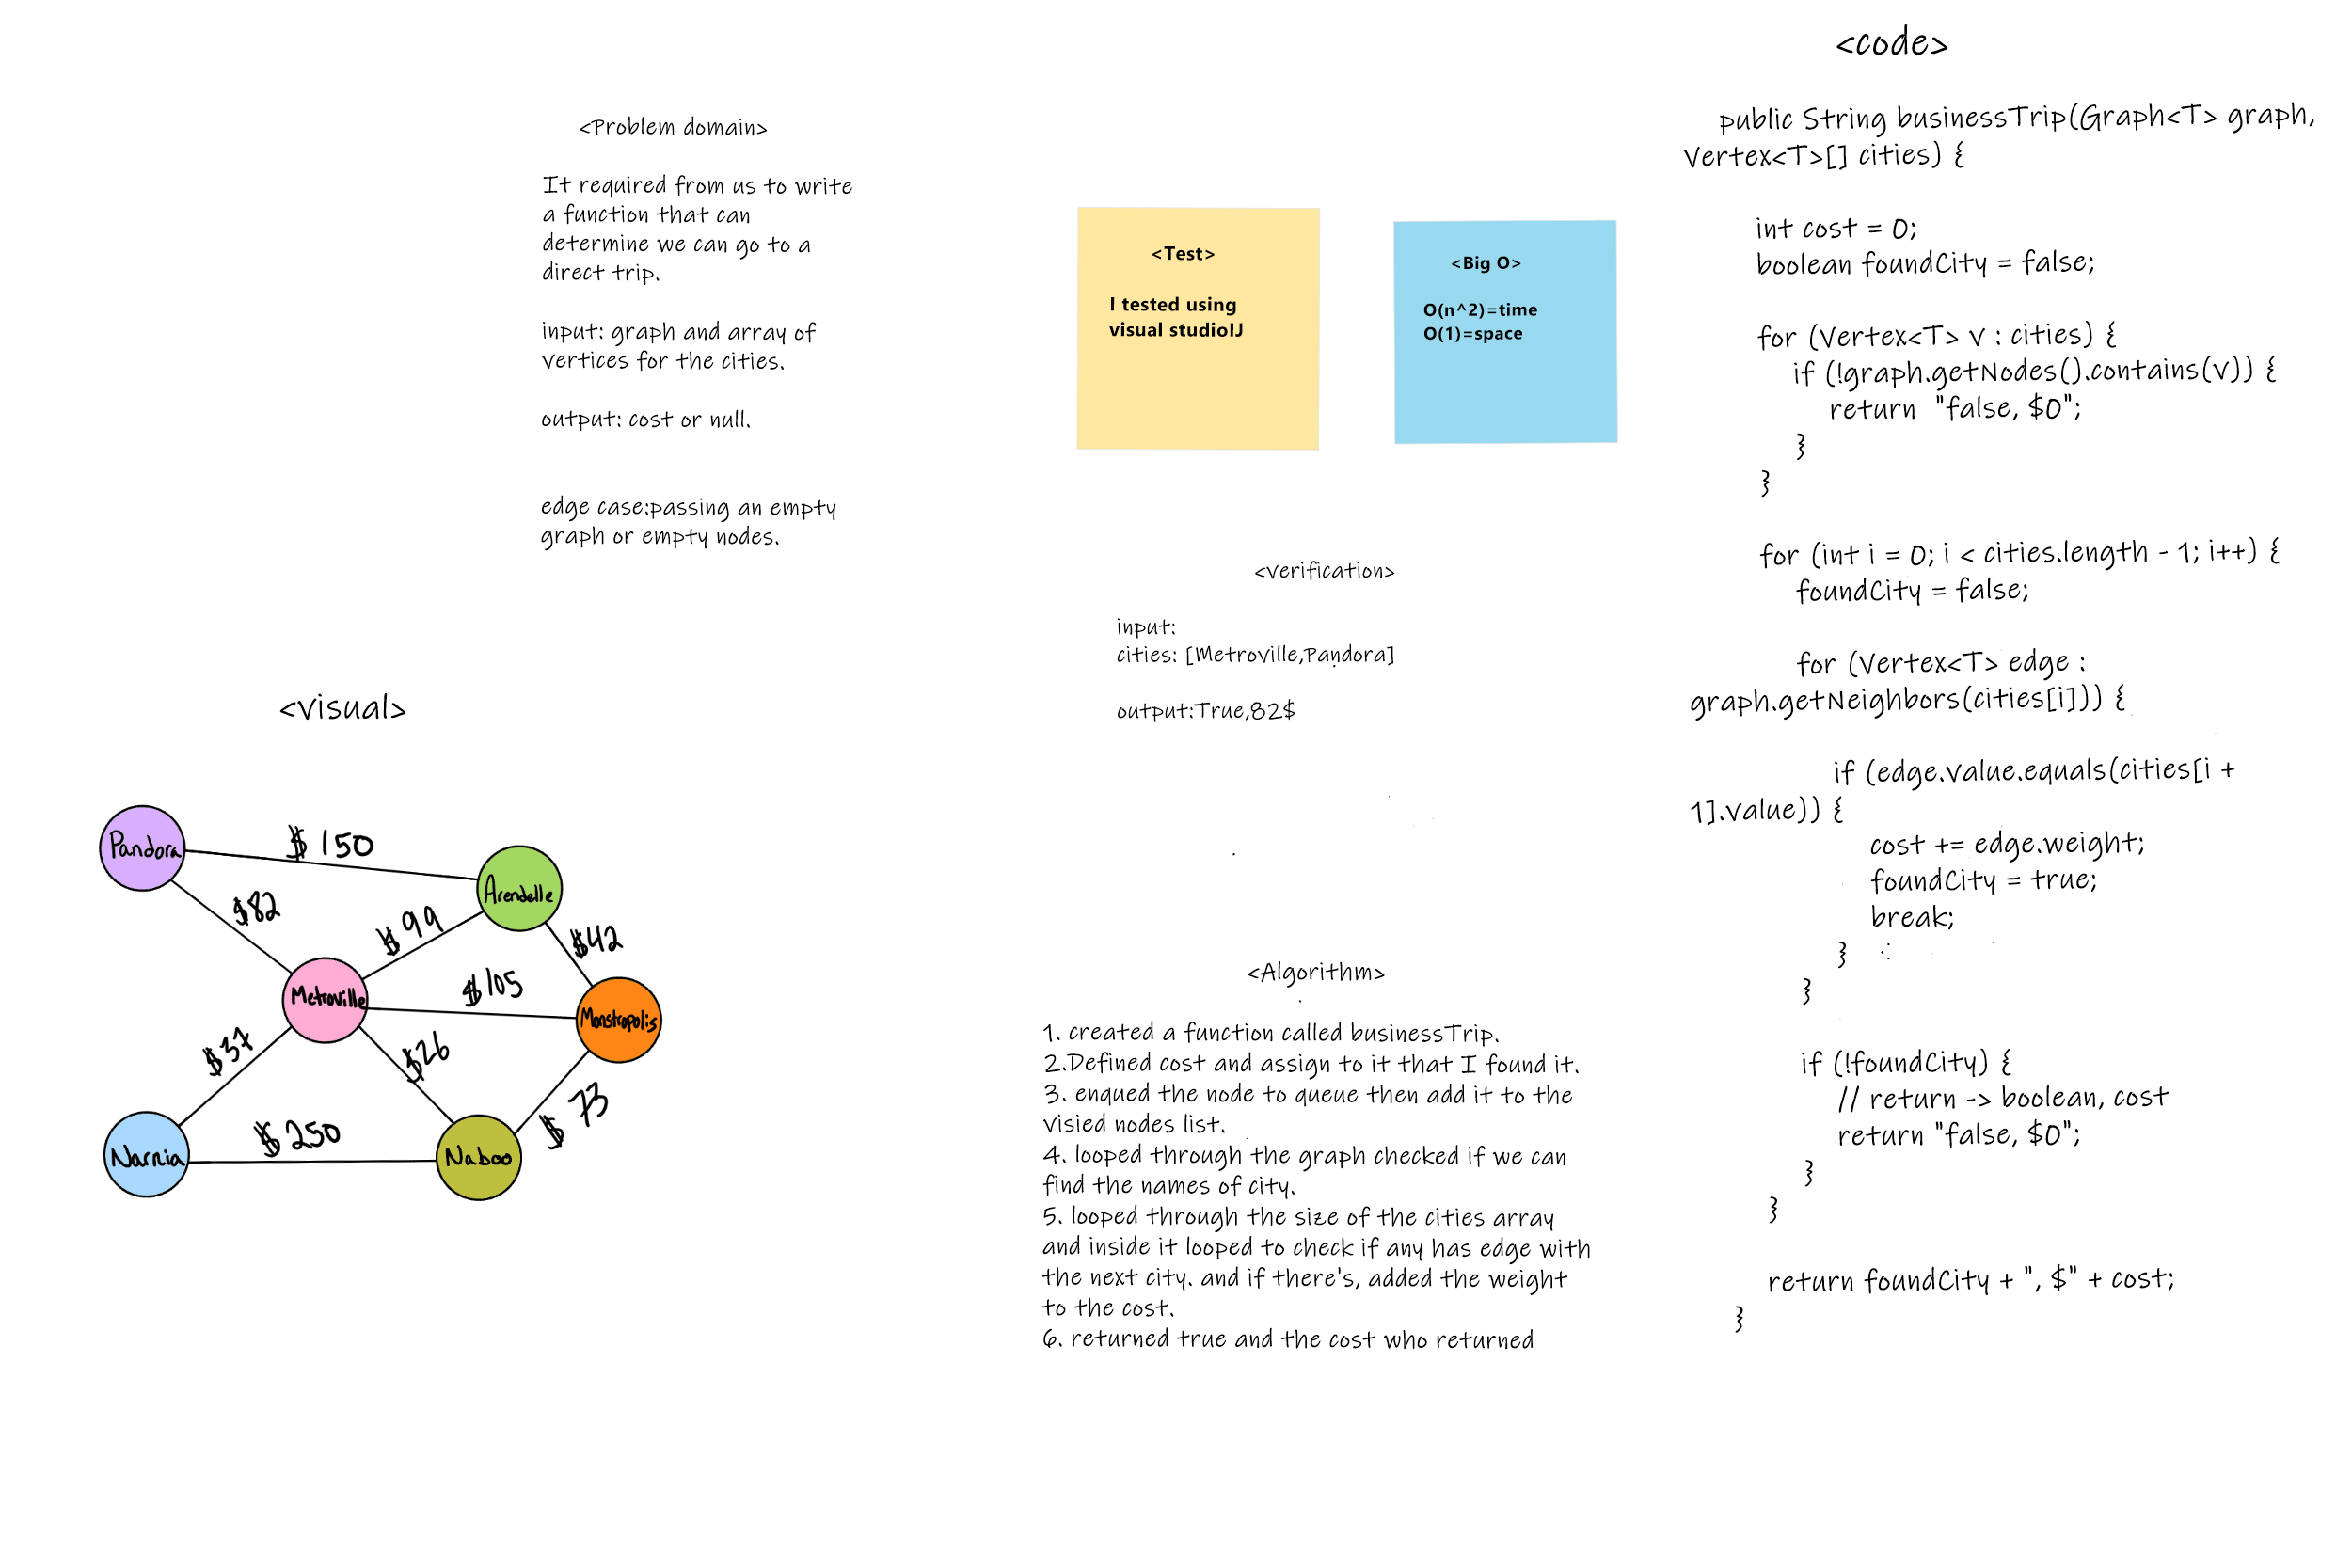 <Problem domain>
It required from us to write
a function that can
determine we can go to a
direct trip.
input: graph and array of
vertices for the cities.
output: cost or null.
edge case:passing an empty
graph or empty nodes.
<visual>
Pandora
$ 150
Arendelle
$82
$ 99
$42
Metroville
$105
Monstropolis
$37
$26
$ 73
Narnia
$ 250
Naboo
<Test>
I tested using
visual studioIJ
<Big O>
O(n^2)=time
O(1)=space
<verification>
input:
cities: [Metroville,Pandora]
output:True,82$
<Algorithm>
1. created a function called businessTrip.
2.Defined cost and assign to it that I found it.
3. enqued the node to queue then add it to the
visied nodes list.
4. looped through the graph checked if we can
find the names of city.
5. looped through the size of the cities array
and inside it looped to check if any has edge with
the next city. and if there's, added the weight
to the cost.
6. returned true and the cost who returned
<code>
public String businessTrip(Graph<T> graph,
Vertex<T>[] cities) {
int cost = 0;
boolean foundCity = false;
for (Vertex<T> v : cities) {
if (!graph.getNodes().contains(v)) {
return "false, $0";
}
}
for (int i = 0; i < cities.length - 1; i++) {
foundCity = false;
for (Vertex<T> edge :
graph.getNeighbors(cities[i])) {
if (edge.value.equals(cities[i +
1].value)) {
cost += edge.weight;
foundCity = true;
break;
}
}
if (!foundCity) {
// return -> boolean, cost
return "false, $0";
}
}
return foundCity + ", $" + cost;
}